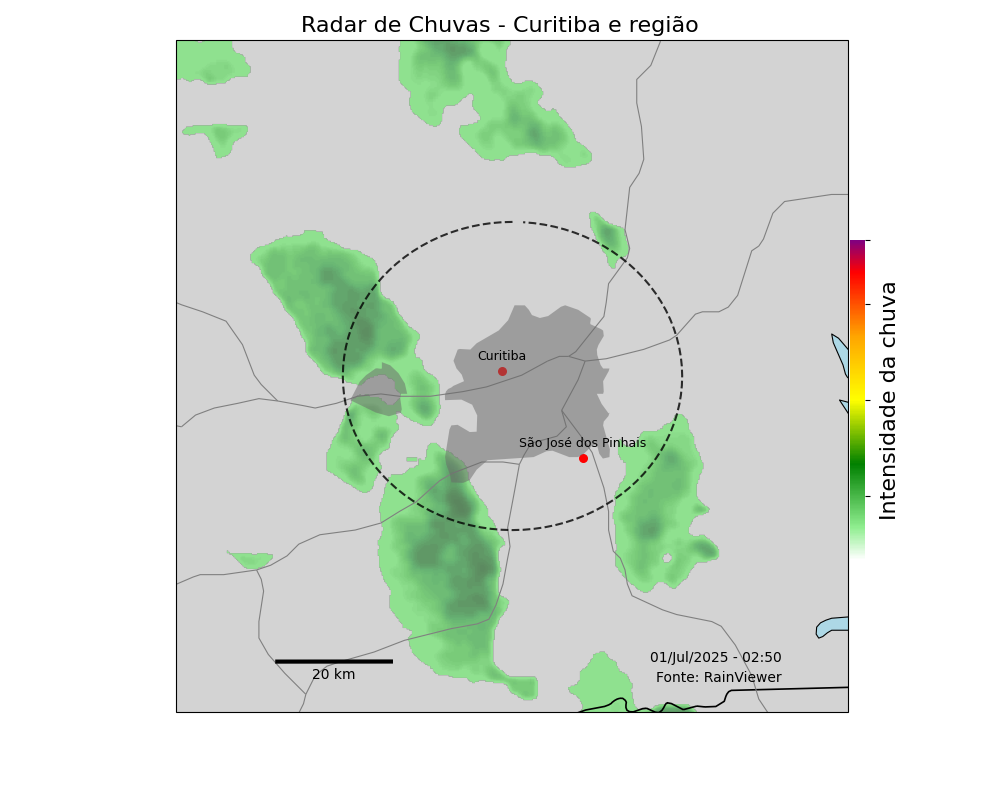 Radar de Chuvas - Curitiba e região
Curitiba
São José dos Pinhais
Intensidade da chuva
01/Jul/2025 - 02:50
Fonte: RainViewer
20 km